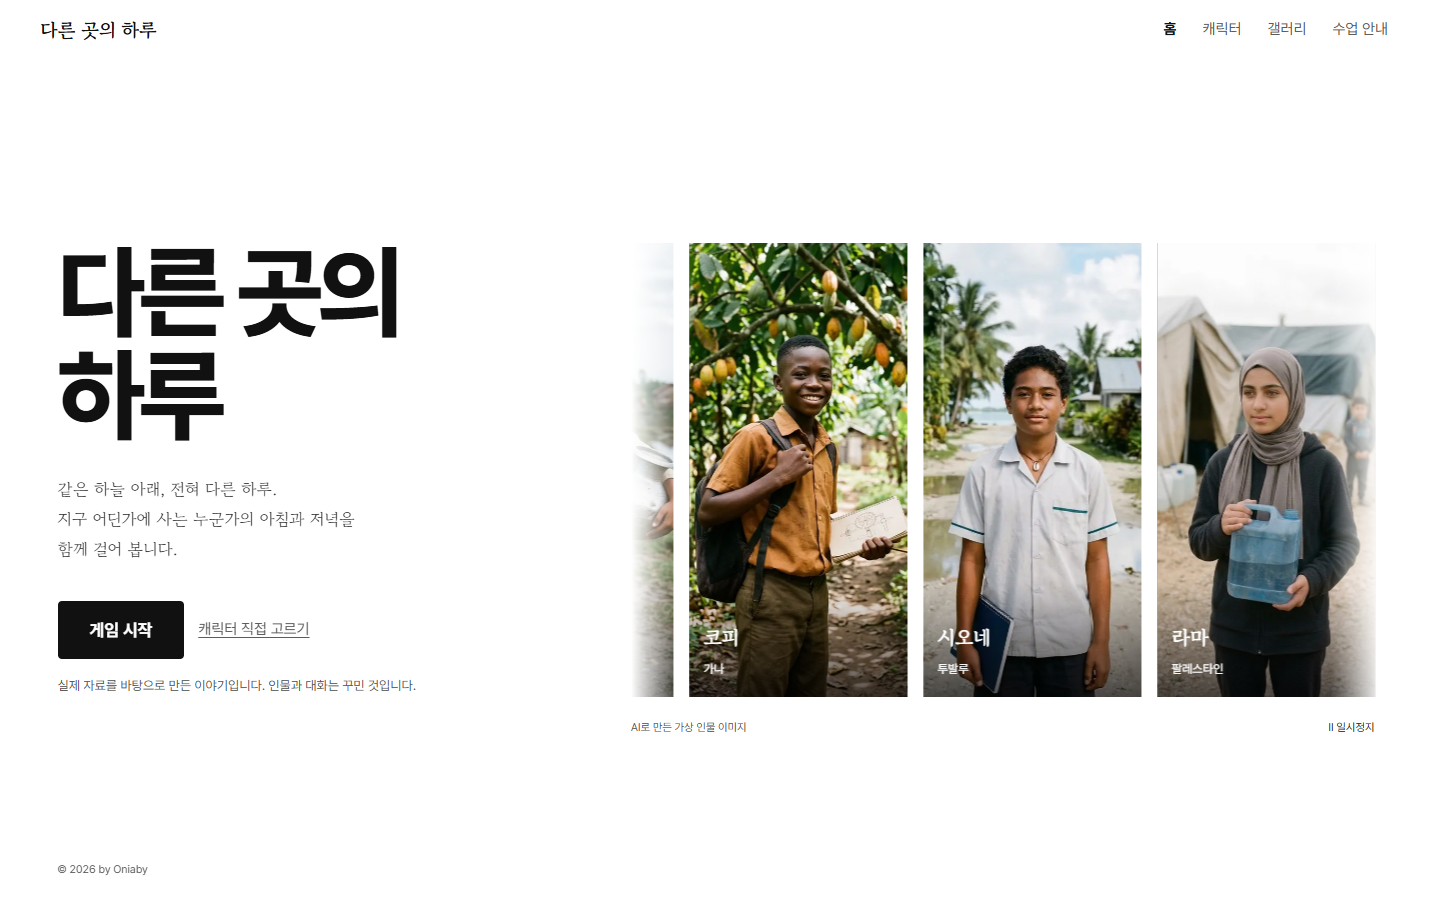 다른 곳의 하루
홈 캐릭터 갤러리 수업 안내
다른 곳의
하루
같은 하늘 아래, 전혀 다른 하루.
지구 어딘가에 사는 누군가의 아침과 저녁을
함께 걸어 봅니다.
게임 시작 캐릭터 직접 고르기
실제 자료를 바탕으로 만든 이야기입니다. 인물과 대화는 꾸민 것입니다.
코피
가나
시오네
투발루
라마
팔레스타인
AI로 만든 가상 인물 이미지
II 일시정지
© 2026 by Oniaby